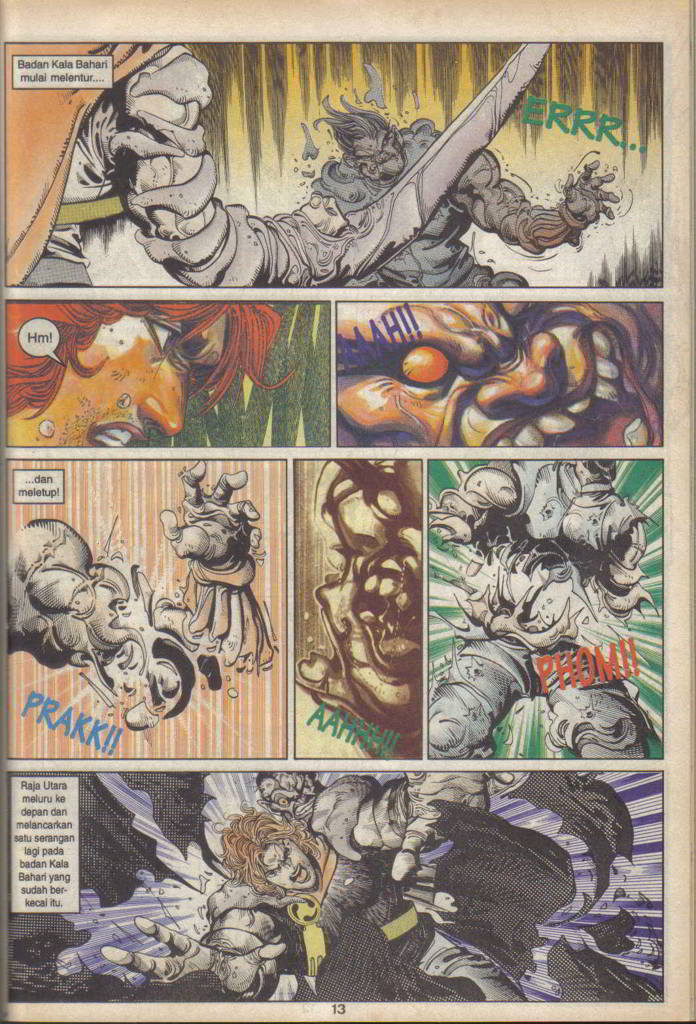 Badan Kala Bahari
mulai melentur....
ERRR...
Hm!
...dan
meletup!
PRAKK!!
AAHHH!!
PHOM!!
Raja Utara
meluru ke
depan dan
melancarkan
satu serangan
lagi pada
badan Kala
Bahari yang
sudah ber-
kecai itu.
13